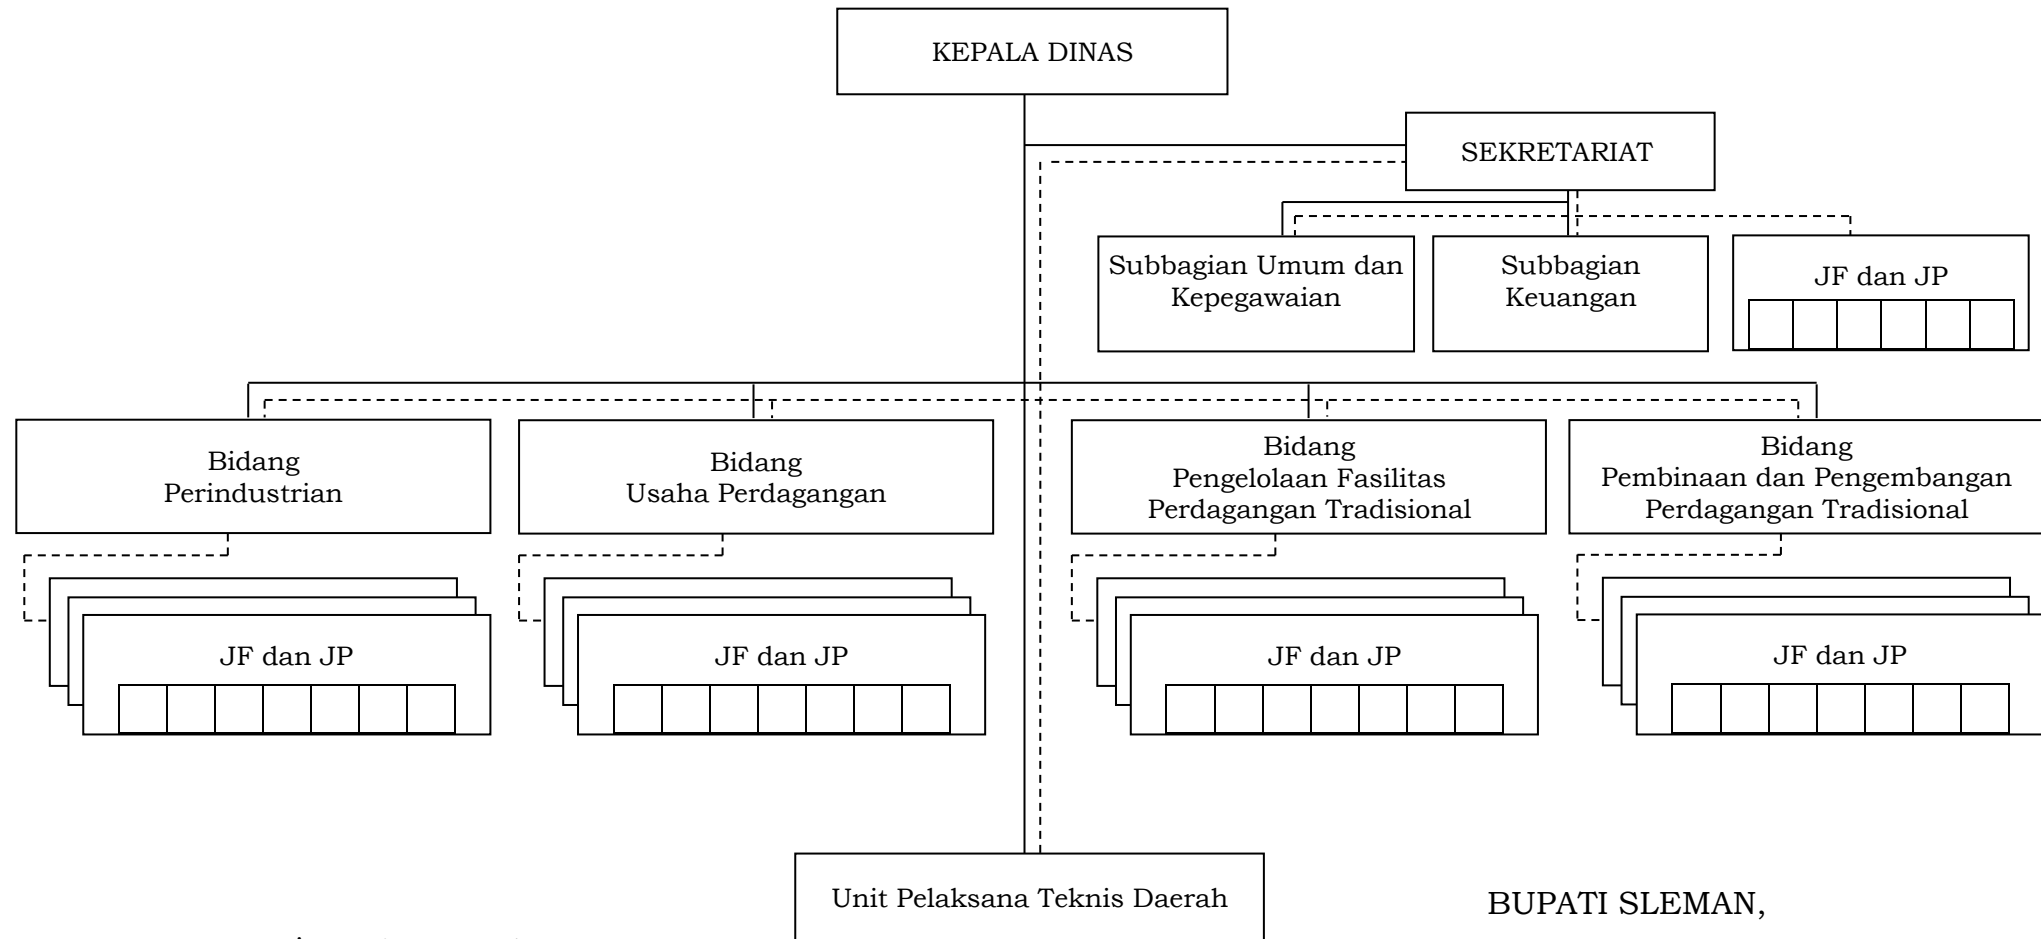 KEPALA DINAS
SEKRETARIAT
Subbagian Umum dan
Kepegawaian
Subbagian
Keuangan
JF dan JP
Bidang
Perindustrian
Bidang
Usaha Perdagangan
Bidang
Pengelolaan Fasilitas
Perdagangan Tradisional
Bidang
Pembinaan dan Pengembangan
Perdagangan Tradisional
JF dan JP
JF dan JP
JF dan JP
JF dan JP
Unit Pelaksana Teknis Daerah
BUPATI SLEMAN,